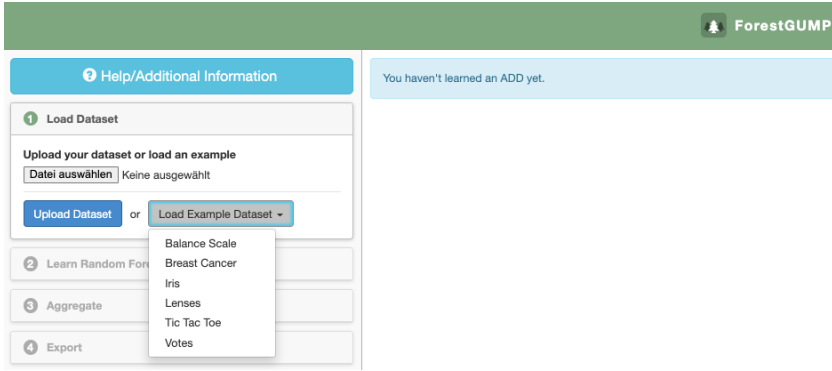 ForestGUMP
Help/Additional Information
You haven't learned an ADD yet.
1 Load Dataset
Upload your dataset or load an example
Datei auswählen Keine ausgewählt
Upload Dataset or Load Example Dataset
Balance Scale
Breast Cancer
Iris
Lenses
Tic Tac Toe
Votes
2 Learn Random
3 Aggregate
4 Export